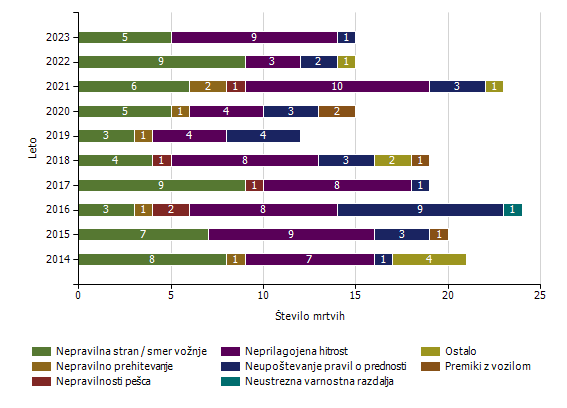 2023 5 9 1
2022 9 3 2 1
2021 6 2 1 10 3 1
2020 5 1 4 3 2
2019 3 1 4 4
2018 4 1 8 3 2 1
2017 9 1 8 1
2016 3 1 2 8 9 1
2015 7 9 3 1
2014 8 1 7 1 4
Leto
0 5 10 15 20 25
Število mrtvih
Nepravilna stran / smer vožnje
Neprilagojena hitrost
Ostalo
Nepravilno prehitevanje
Neupoštevanje pravil o prednosti
Premiki z vozilom
Nepravilnosti pešca
Neustrezna varnostna razdalja